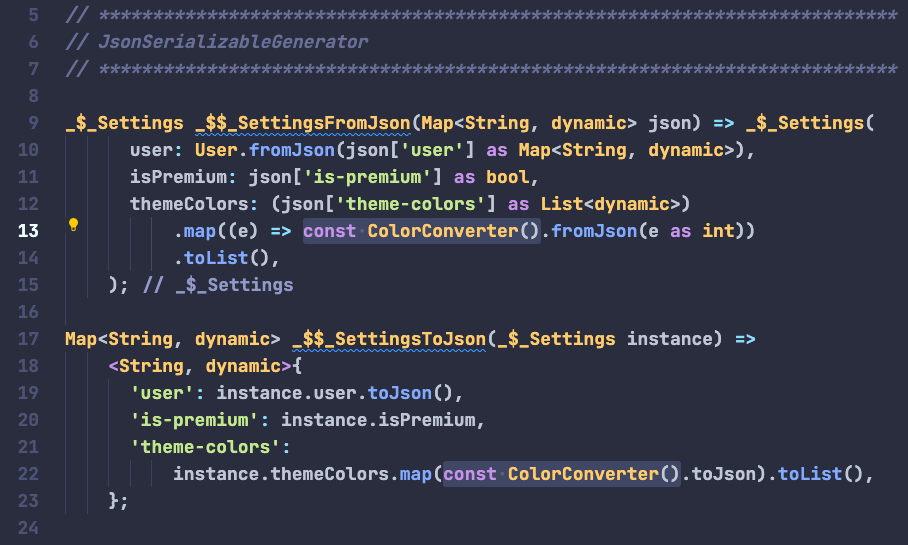 5 // **************************************************************************
6 // JsonSerializableGenerator
7 // **************************************************************************
8
9 _$_Settings _$$_SettingsFromJson(Map<String, dynamic> json) => _$_Settings(
10       user: User.fromJson(json['user'] as Map<String, dynamic>),
11       isPremium: json['is-premium'] as bool,
12       themeColors: (json['theme-colors'] as List<dynamic>)
13           .map((e) => const ColorConverter().fromJson(e as int))
14           .toList(),
15     ); // _$_Settings
16
17 Map<String, dynamic> _$$_SettingsToJson(_$_Settings instance) =>
18     <String, dynamic>{
19       'user': instance.user.toJson(),
20       'is-premium': instance.isPremium,
21       'theme-colors':
22           instance.themeColors.map(const ColorConverter().toJson).toList(),
23     };
24